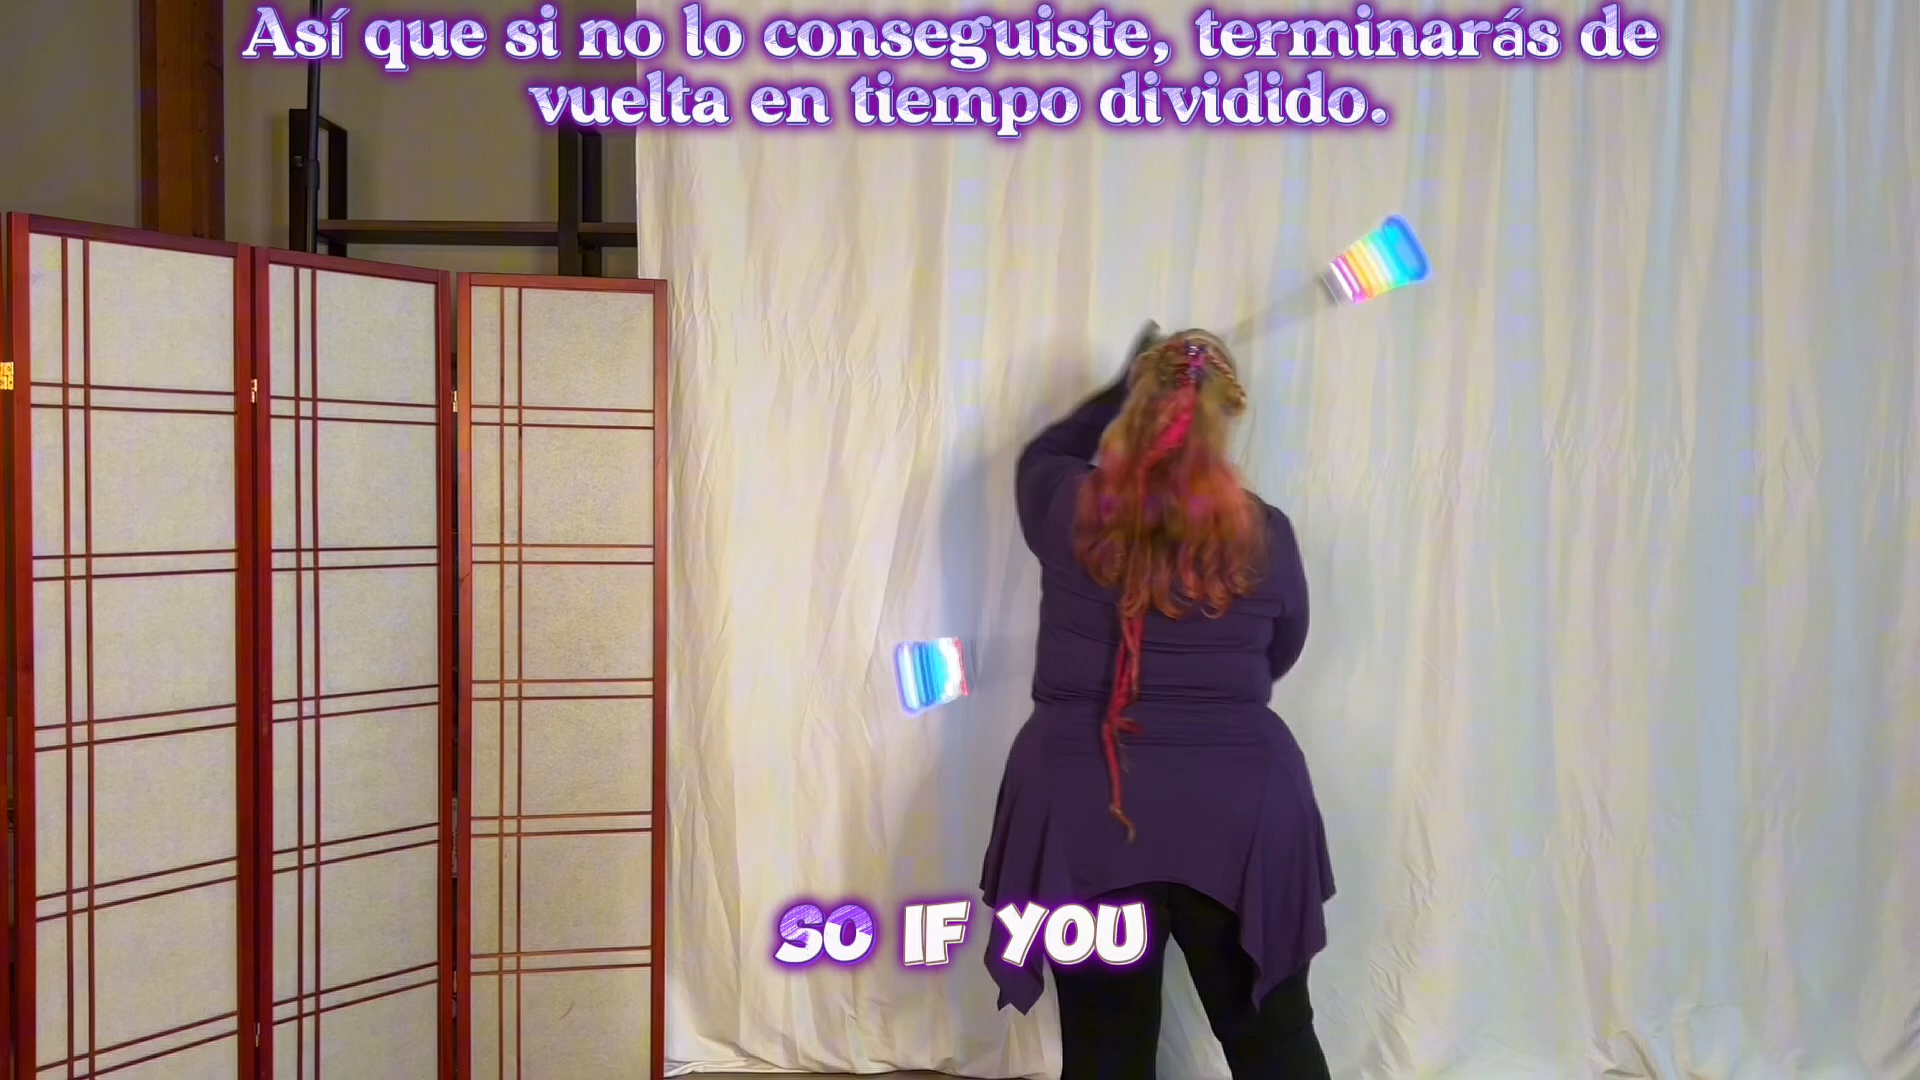 Así que si no lo conseguiste, terminarás de
vuelta en tiempo dividido.
SO IF YOU